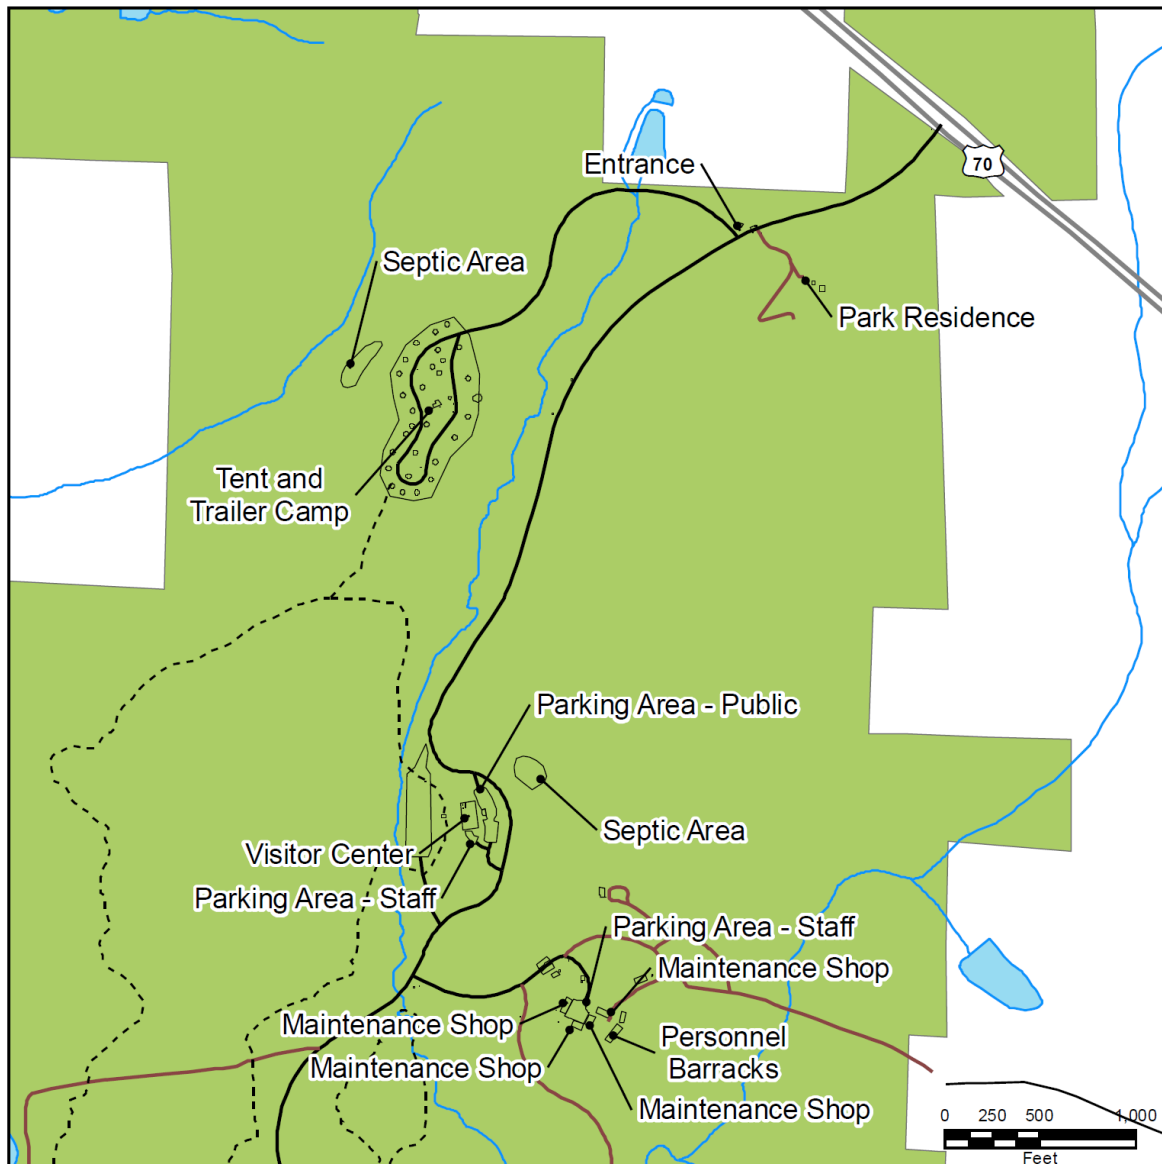 70
Entrance
Septic Area
Park Residence
Tent and
Trailer Camp
Parking Area - Public
Septic Area
Visitor Center
Parking Area - Staff
Parking Area - Staff
Maintenance Shop
Maintenance Shop
Personnel
Barracks
Maintenance Shop
Maintenance Shop
0 250 500 1,000
Feet